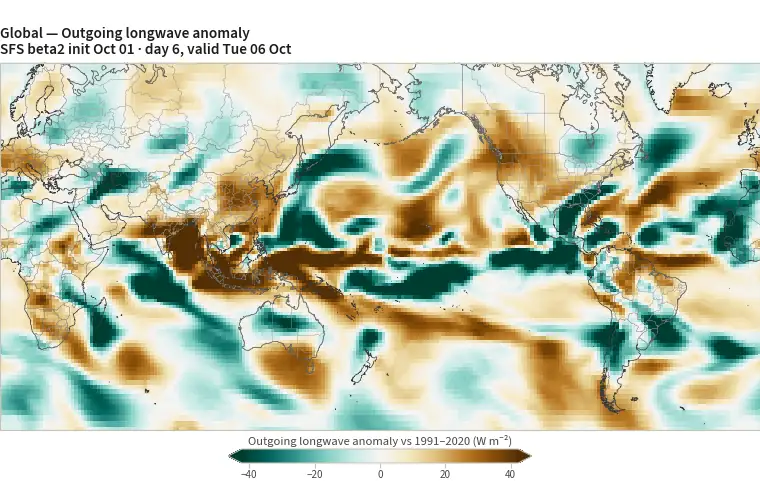 Global — Outgoing longwave anomaly
SFS beta2 init Oct 01 · day 6, valid Tue 06 Oct
Outgoing longwave anomaly vs 1991–2020 (W m⁻²)
−40 −20 0 20 40